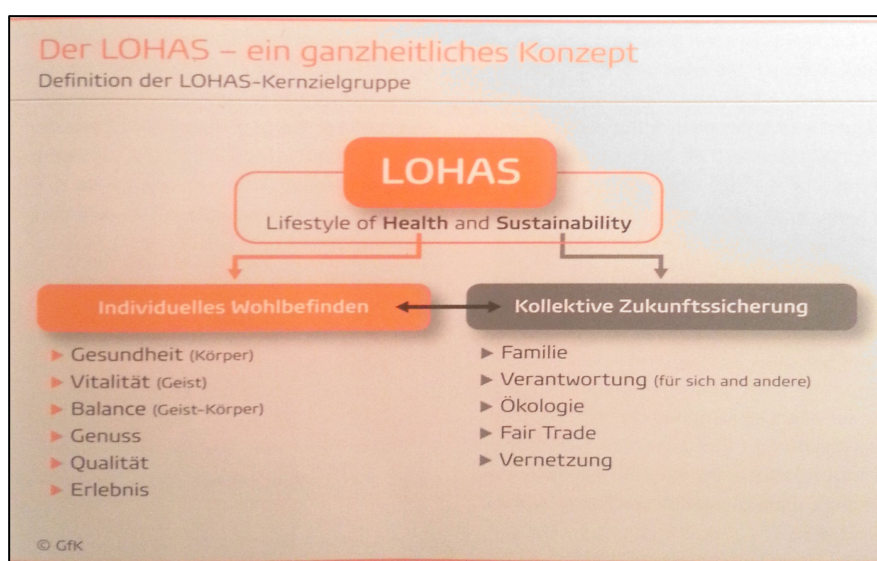 Der LOHAS – ein ganzheitliches Konzept
Definition der LOHAS-Kernzielgruppe
LOHAS
Lifestyle of Health and Sustainability
Individuelles Wohlbefinden
Gesundheit (Körper)
Vitalität (Geist)
Balance (Geist-Körper)
Genuss
Qualität
Erlebnis
Kollektive Zukunftssicherung
Familie
Verantwortung (für sich and andere)
Ökologie
Fair Trade
Vernetzung
© GfK